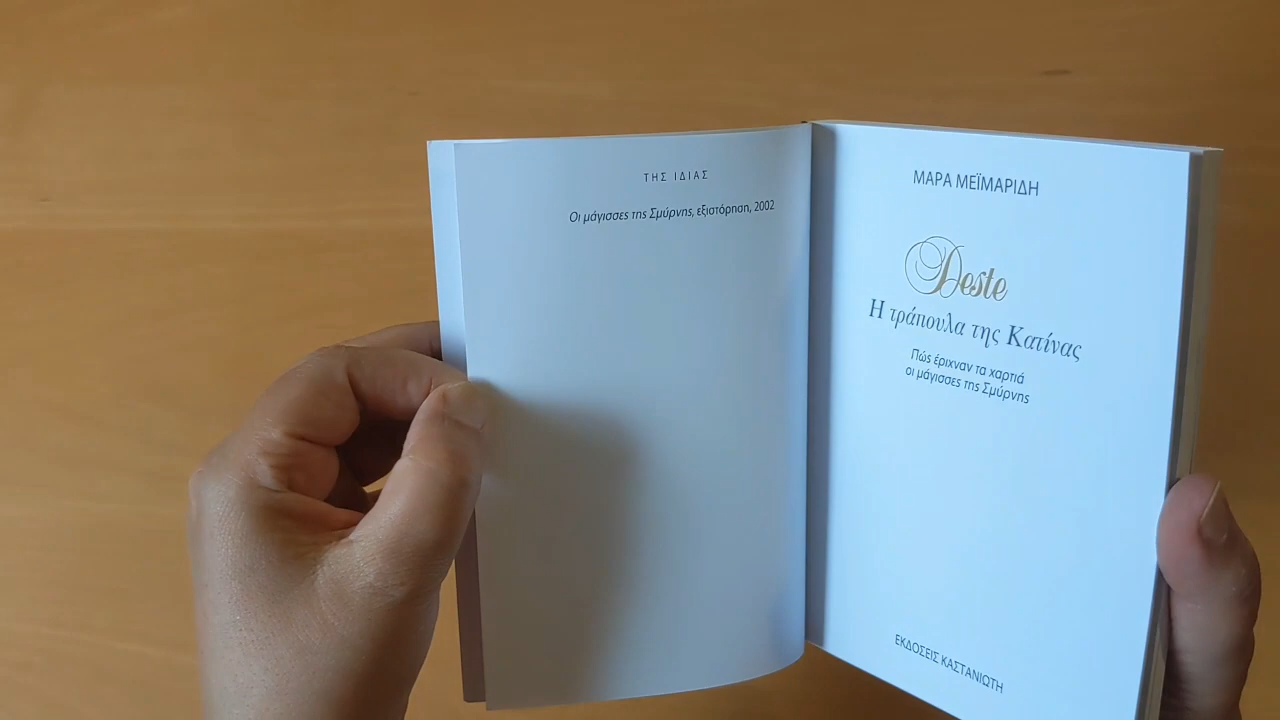 ΤΗΣ ΙΔΙΑΣ
Οι μάγισσες της Σμύρνης, εξιστόρηση, 2002
ΜΑΡΑ ΜΕΪΜΑΡΙΔΗ
Deste
Η τράπουλα της Κατίνας
Πώς έριχναν τα χαρτιά
οι μάγισσες της Σμύρνης
ΕΚΔΟΣΕΙΣ ΚΑΣΤΑΝΙΩΤΗ